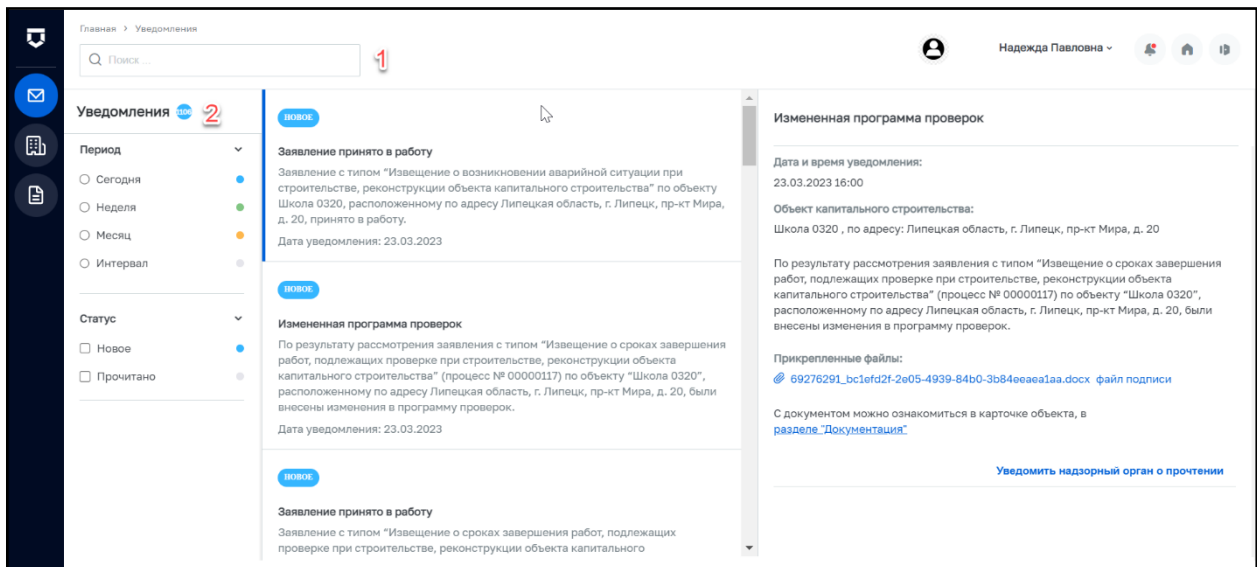 Главная > Уведомления
Поиск ...
1
Надежда Павловна
Уведомления
2
Период
Сегодня
Неделя
Месяц
Интервал
Статус
Новое
Прочитано
НОВОЕ
Заявление принято в работу
Заявление с типом “Извещение о возникновении аварийной ситуации при
строительстве, реконструкции объекта капитального строительства” по объекту
Школа 0320, расположенному по адресу Липецкая область, г. Липецк, пр-кт Мира,
д. 20, принято в работу.
Дата уведомления: 23.03.2023
НОВОЕ
Измененная программа проверок
По результату рассмотрения заявления с типом “Извещение о сроках завершения
работ, подлежащих проверке при строительстве, реконструкции объекта
капитального строительства” (процесс № 00000117) по объекту “Школа 0320”,
расположенному по адресу Липецкая область, г. Липецк, пр-кт Мира, д. 20, были
внесены изменения в программу проверок.
Дата уведомления: 23.03.2023
НОВОЕ
Заявление принято в работу
Заявление с типом “Извещение о сроках завершения работ, подлежащих
проверке при строительстве, реконструкции объекта капитального
Измененная программа проверок
Дата и время уведомления:
23.03.2023 16:00
Объект капитального строительства:
Школа 0320 , по адресу: Липецкая область, г. Липецк, пр-кт Мира, д. 20
По результату рассмотрения заявления с типом “Извещение о сроках завершения
работ, подлежащих проверке при строительстве, реконструкции объекта
капитального строительства” (процесс № 00000117) по объекту “Школа 0320”,
расположенному по адресу Липецкая область, г. Липецк, пр-кт Мира, д. 20, были
внесены изменения в программу проверок.
Прикрепленные файлы:
69276291_bc1efd2f-2e05-4939-84b0-3b84eeaea1aa.docx файл подписи
С документом можно ознакомиться в карточке объекта, в
разделе "Документация"
Уведомить надзорный орган о прочтении